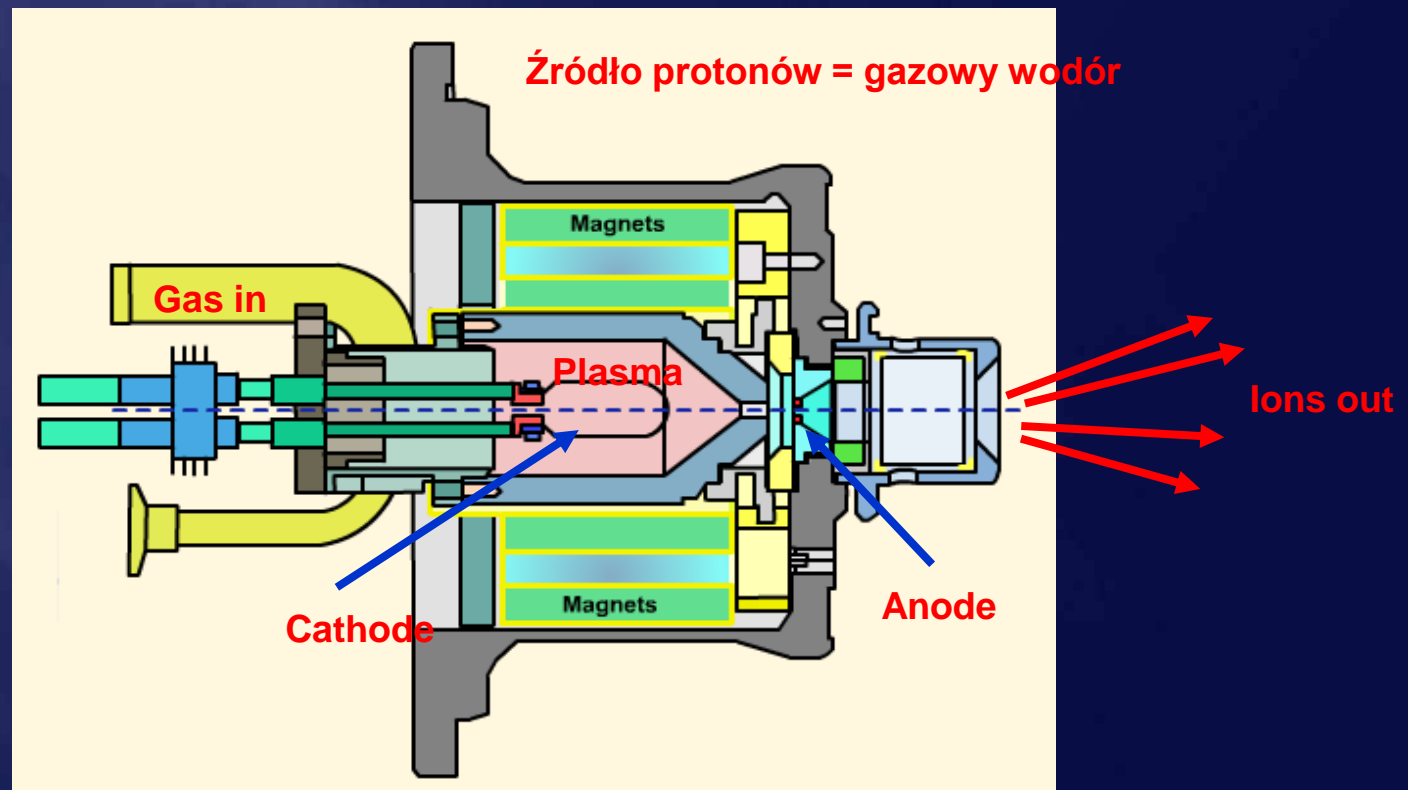 Źródło protonów = gazowy wodór
Magnets
Gas in
Plasma
Ions out
Magnets
Anode
Cathode